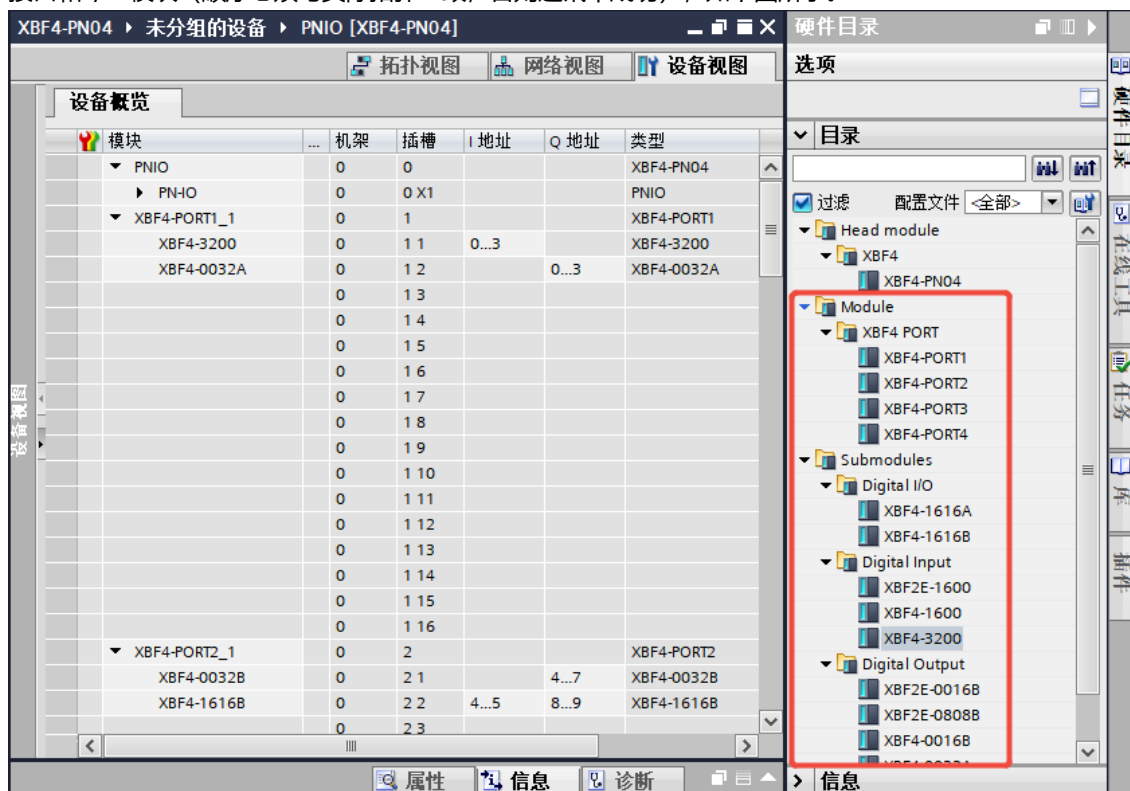 XBF4-PN04 ▸ 未分组的设备 ▸ PNIO [XBF4-PN04]
拓扑视图 网络视图 设备视图
设备概览
模块 ... 机架 插槽 I 地址 Q 地址 类型
PNIO 0 0 XBF4-PN04
PN-IO 0 0 X1 PNIO
XBF4-PORT1_1 0 1 XBF4-PORT1
XBF4-3200 0 1 1 0...3 XBF4-3200
XBF4-0032A 0 1 2 0...3 XBF4-0032A
0 1 3
0 1 4
0 1 5
0 1 6
0 1 7
0 1 8
0 1 9
0 1 10
0 1 11
0 1 12
0 1 13
0 1 14
0 1 15
0 1 16
XBF4-PORT2_1 0 2 XBF4-PORT2
XBF4-0032B 0 2 1 4...7 XBF4-0032B
XBF4-1616B 0 2 2 4...5 8...9 XBF4-1616B
0 2 3
设备视图
属性 信息 诊断
硬件目录
选项
目录
过滤 配置文件 <全部>
Head module
XBF4
XBF4-PN04
Module
XBF4 PORT
XBF4-PORT1
XBF4-PORT2
XBF4-PORT3
XBF4-PORT4
Submodules
Digital I/O
XBF4-1616A
XBF4-1616B
Digital Input
XBF2E-1600
XBF4-1600
XBF4-3200
Digital Output
XBF2E-0016B
XBF2E-0808B
XBF4-0016B
信息
硬件目录
在线工具
任务
库
插件